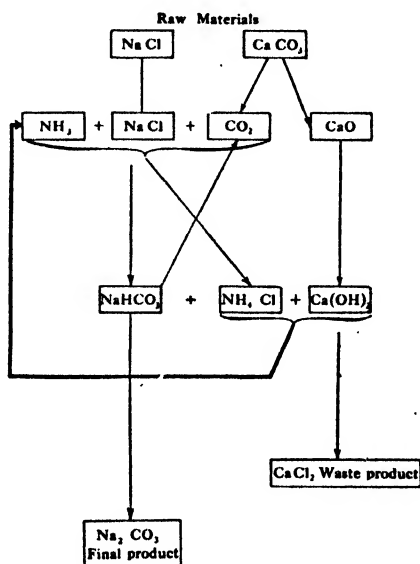 Raw Materials
Na Cl
Ca CO₃
NH₃ + Na Cl + CO₂
CaO
NaHCO₃ + NH₄ Cl + Ca(OH)₂
CaCl₂ Waste product
Na₂ CO₃
Final product